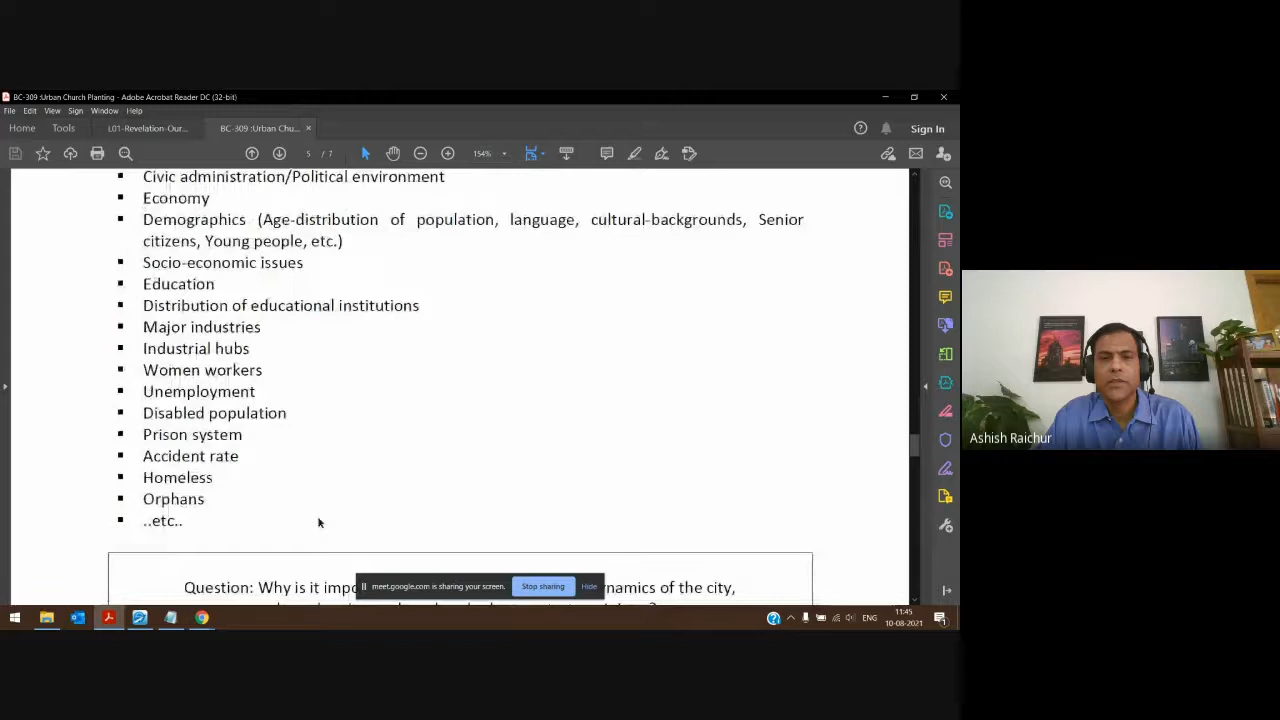 BC-309 :Urban Church Planting - Adobe Acrobat Reader DC (32-bit)
File Edit View Sign Window Help
Home Tools L01-Revelation-Our... BC-309 :Urban Chu... ×
Sign In
5 / 7 154%
Civic administration/Political environment
Economy
Demographics (Age-distribution of population, language, cultural-backgrounds, Senior
citizens, Young people, etc.)
Socio-economic issues
Education
Distribution of educational institutions
Major industries
Industrial hubs
Women workers
Unemployment
Disabled population
Prison system
Accident rate
Homeless
Orphans
..etc..
Ashish Raichur
Question: Why is it impo
namics of the city,
meet.google.com is sharing your screen. Stop sharing Hide
ENG
11:45
10-08-2021